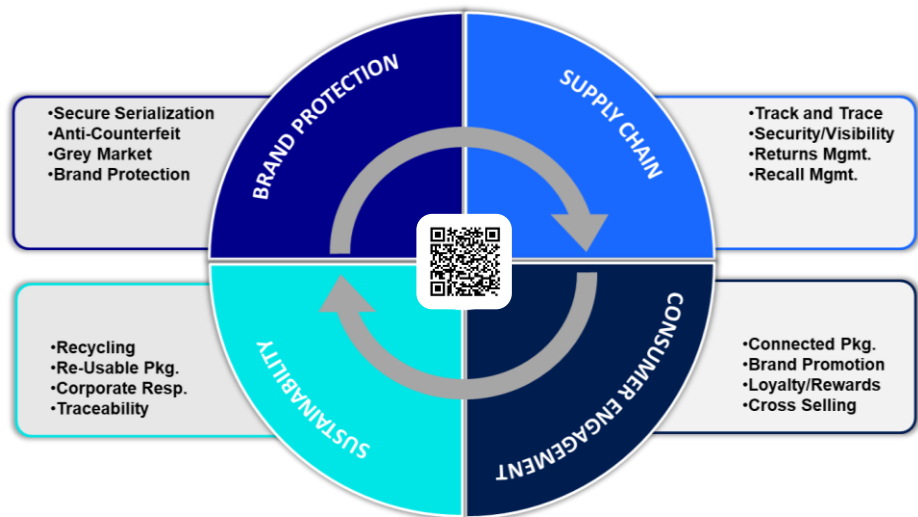 BRAND PROTECTION
•Secure Serialization
•Anti-Counterfeit
•Grey Market
•Brand Protection
SUPPLY CHAIN
•Track and Trace
•Security/Visibility
•Returns Mgmt.
•Recall Mgmt.
SUSTAINABILITY
•Recycling
•Re-Usable Pkg.
•Corporate Resp.
•Traceability
CONSUMER ENGAGEMENT
•Connected Pkg.
•Brand Promotion
•Loyalty/Rewards
•Cross Selling